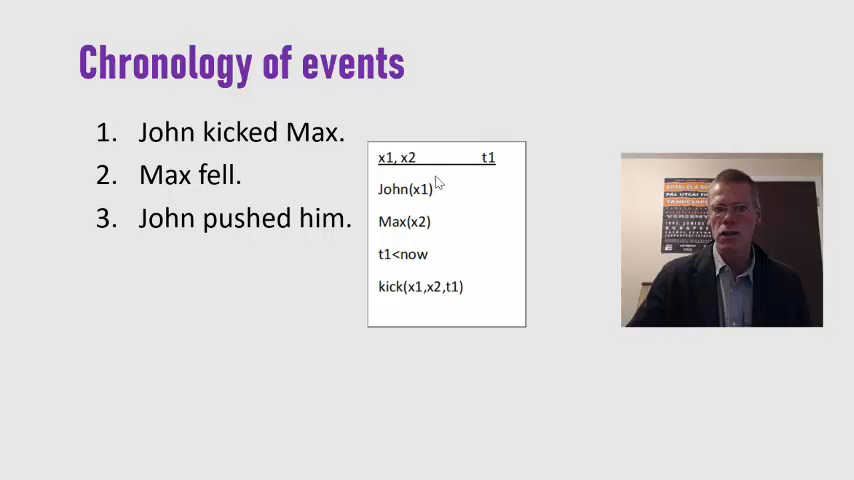 Chronology of events
1. John kicked Max.
2. Max fell.
3. John pushed him.
x1, x2 t1
John(x1)
Max(x2)
t1<now
kick(x1,x2,t1)